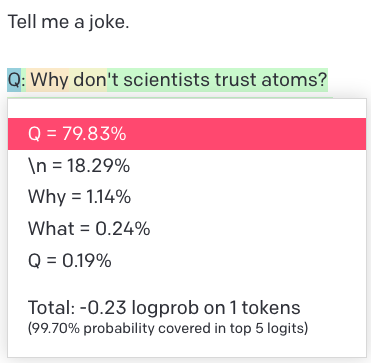 Tell me a joke.
Q: Why don't scientists trust atoms?
Q = 79.83%
\n = 18.29%
Why = 1.14%
What = 0.24%
Q = 0.19%
Total: -0.23 logprob on 1 tokens
(99.70% probability covered in top 5 logits)